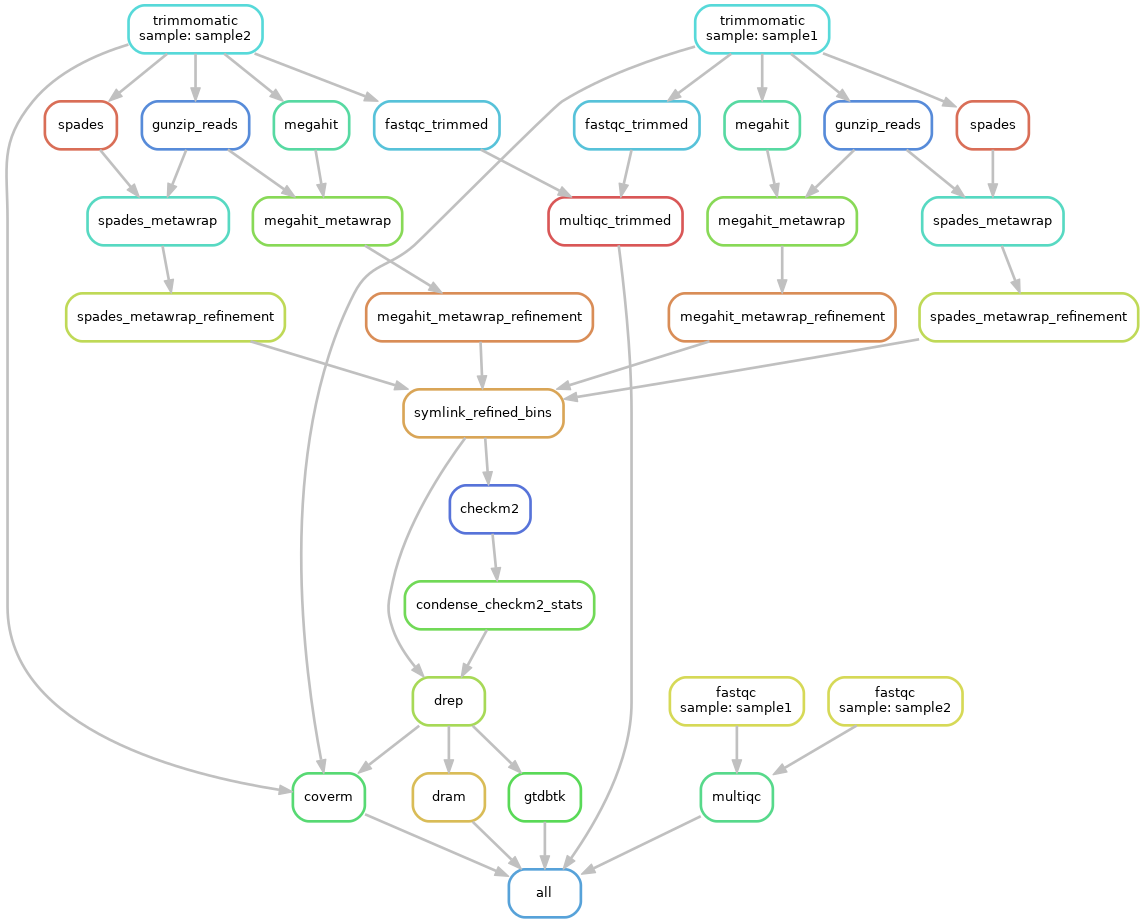 trimmomatic
sample: sample2
trimmomatic
sample: sample1
spades
gunzip_reads
megahit
fastqc_trimmed
fastqc_trimmed
megahit
gunzip_reads
spades
spades_metawrap
megahit_metawrap
multiqc_trimmed
megahit_metawrap
spades_metawrap
spades_metawrap_refinement
megahit_metawrap_refinement
megahit_metawrap_refinement
spades_metawrap_refinement
symlink_refined_bins
checkm2
condense_checkm2_stats
drep
fastqc
sample: sample1
fastqc
sample: sample2
coverm
dram
gtdbtk
multiqc
all